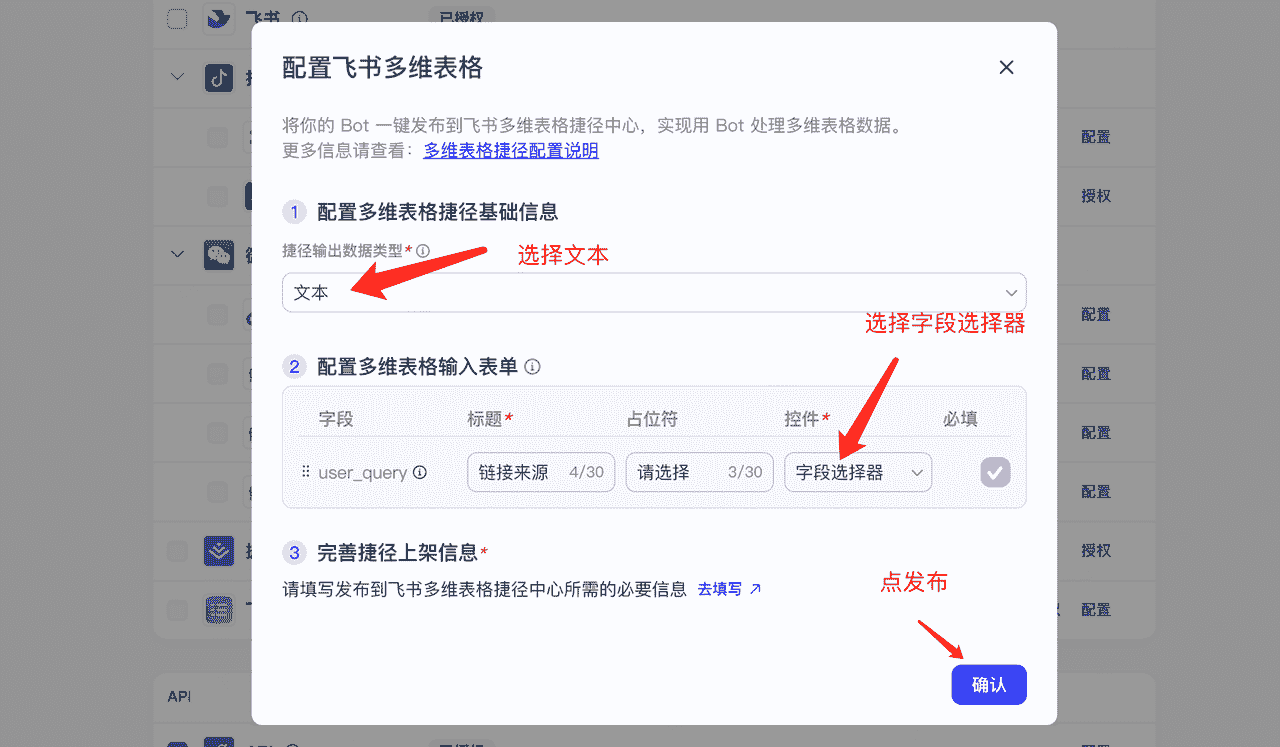 飞书
已授权
配置飞书多维表格
将你的 Bot 一键发布到飞书多维表格捷径中心，实现用 Bot 处理多维表格数据。
更多信息请查看：多维表格捷径配置说明
配置
授权
1 配置多维表格捷径基础信息
捷径输出数据类型*
选择文本
文本
选择字段选择器
配置
2 配置多维表格输入表单
配置
字段 标题* 占位符 控件* 必填
配置
user_query 链接来源 4/30 请选择 3/30 字段选择器
配置
3 完善捷径上架信息*
授权
请填写发布到飞书多维表格捷径中心所需的必要信息 去填写
点发布
配置
确认
API